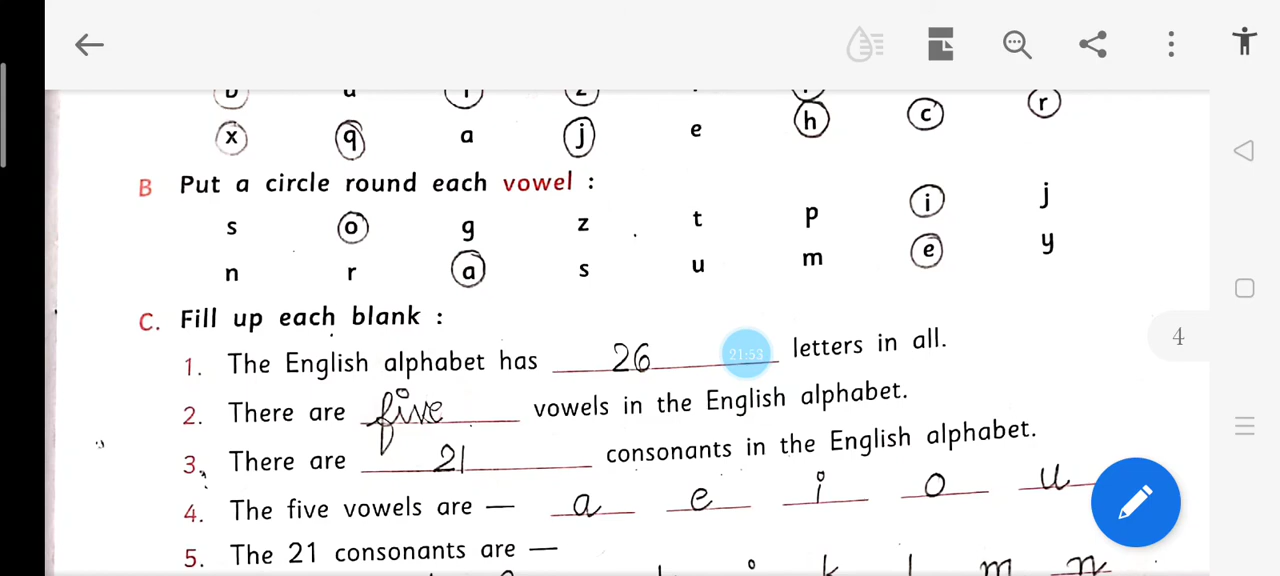 x q a j e h c r
B Put a circle round each vowel :
s o g z t p i j
n r a s u m e y
C. Fill up each blank :
1. The English alphabet has 26 letters in all.
21:53
2. There are five vowels in the English alphabet.
3. There are 21 consonants in the English alphabet.
4. The five vowels are — a e i o u
5. The 21 consonants are —
k l m n
4